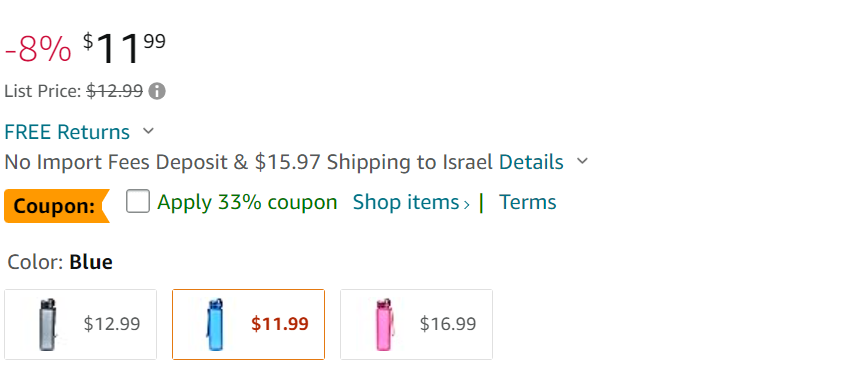 -8% $11.99
List Price: $12.99
FREE Returns
No Import Fees Deposit & $15.97 Shipping to Israel Details
Coupon: Apply 33% coupon Shop items > | Terms
Color: Blue
$12.99 $11.99 $16.99